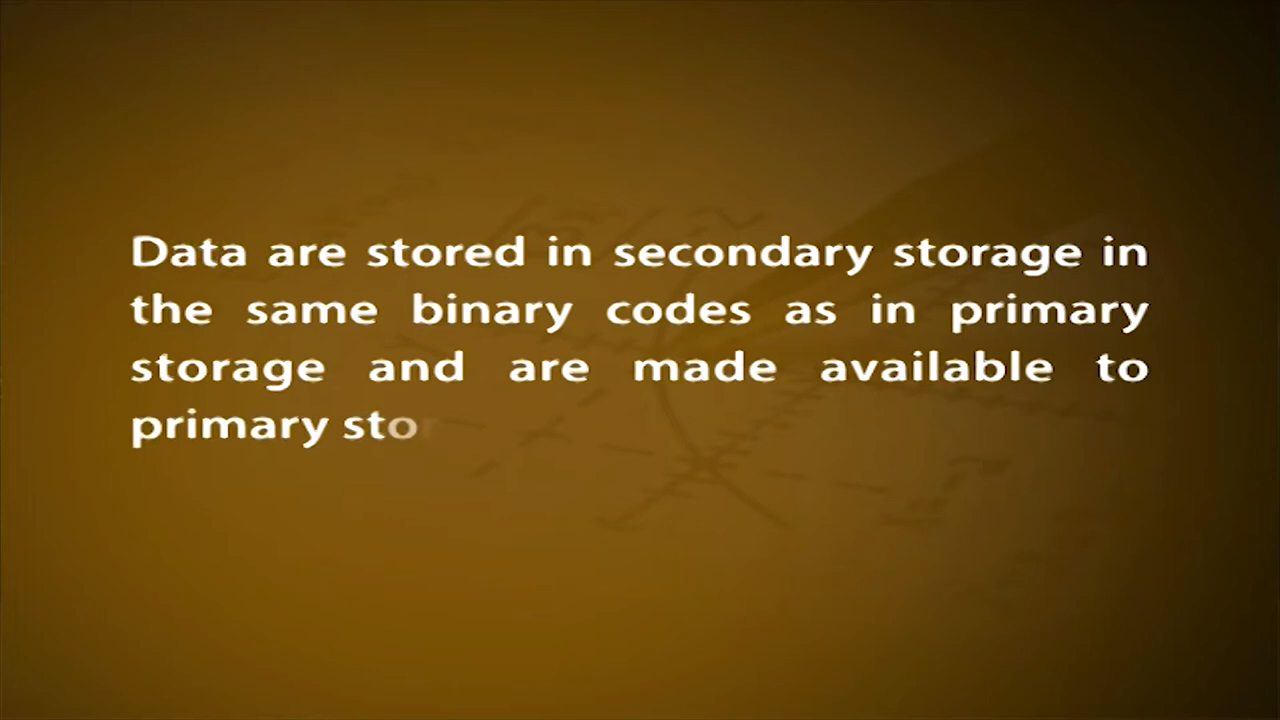 Data are stored in secondary storage in
the same binary codes as in primary
storage and are made available to
primary stor